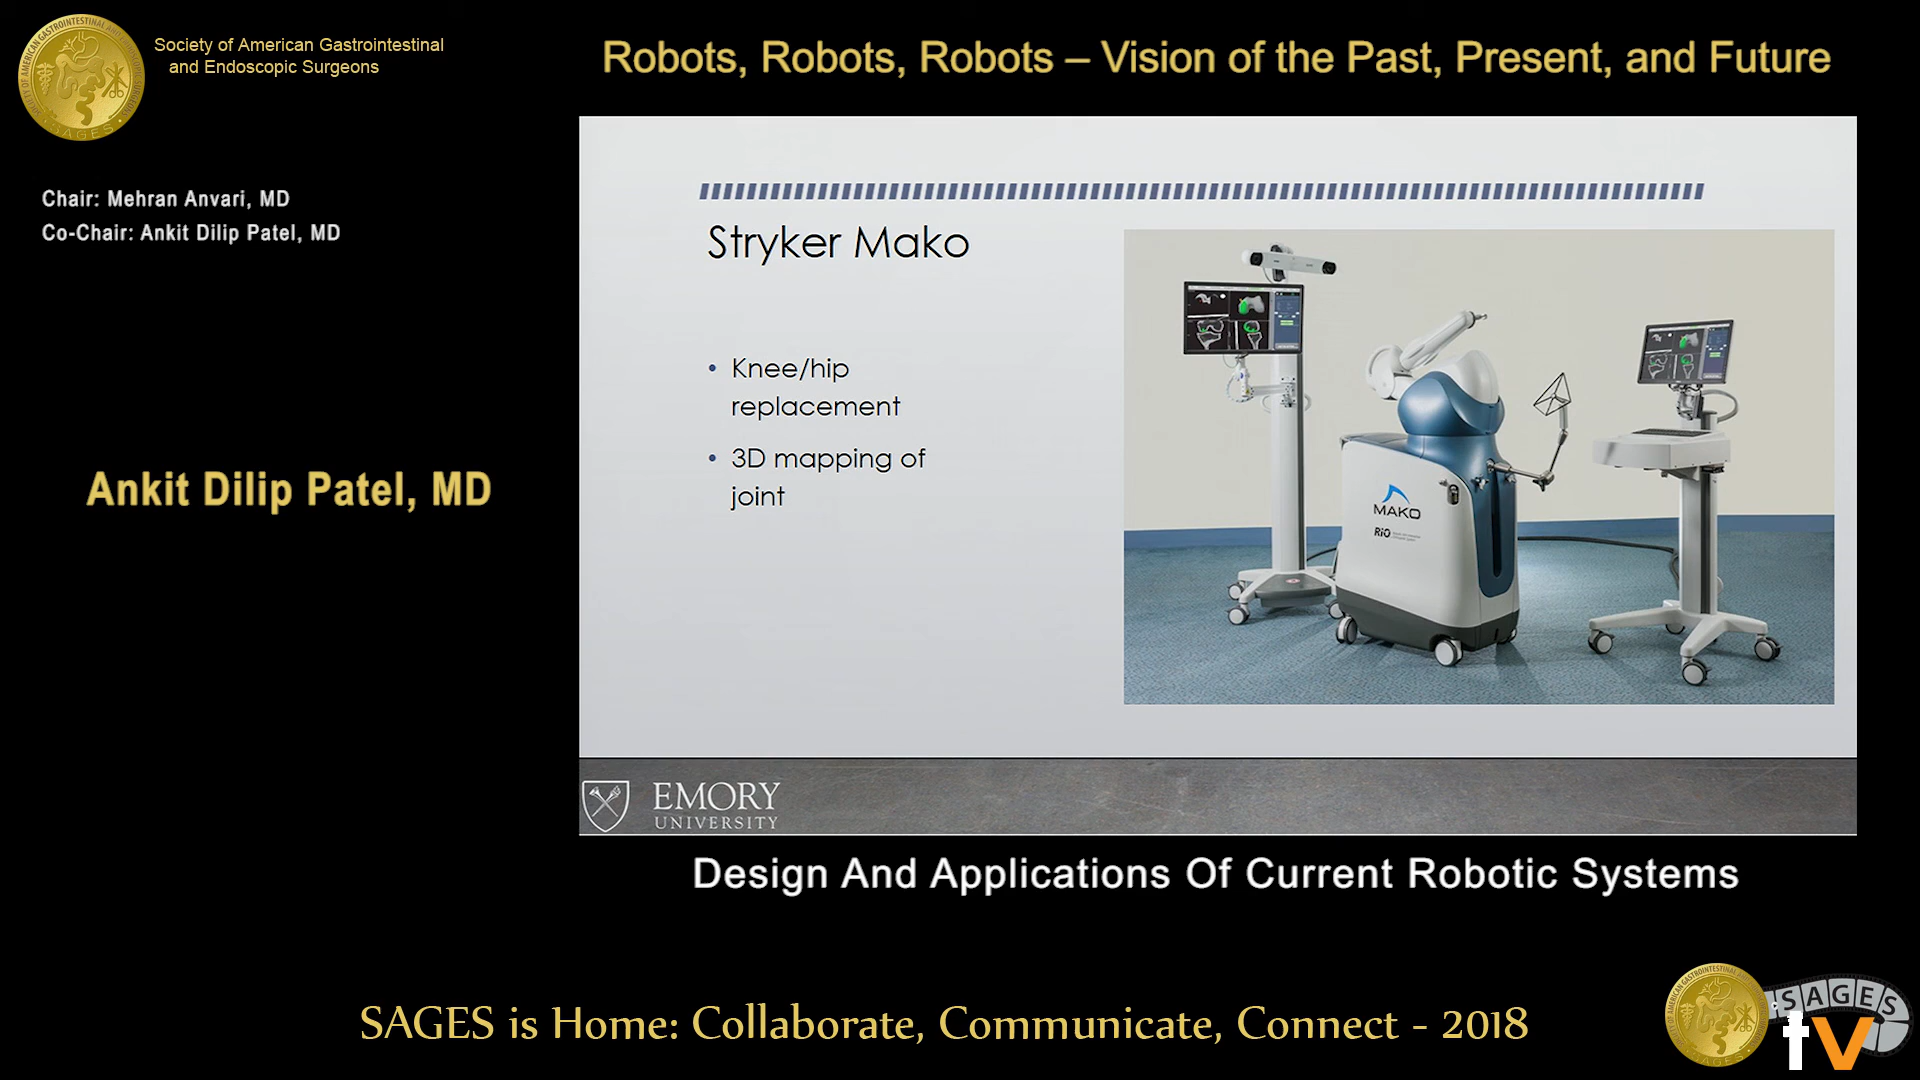 Society of American Gastrointestinal
and Endoscopic Surgeons
Robots, Robots, Robots – Vision of the Past, Present, and Future
Chair: Mehran Anvari, MD
Co-Chair: Ankit Dilip Patel, MD
Ankit Dilip Patel, MD
Stryker Mako
• Knee/hip
replacement
• 3D mapping of
joint
MAKO
RIO
EMORY
UNIVERSITY
Design And Applications Of Current Robotic Systems
SAGES is Home: Collaborate, Communicate, Connect - 2018
SAGES
tv